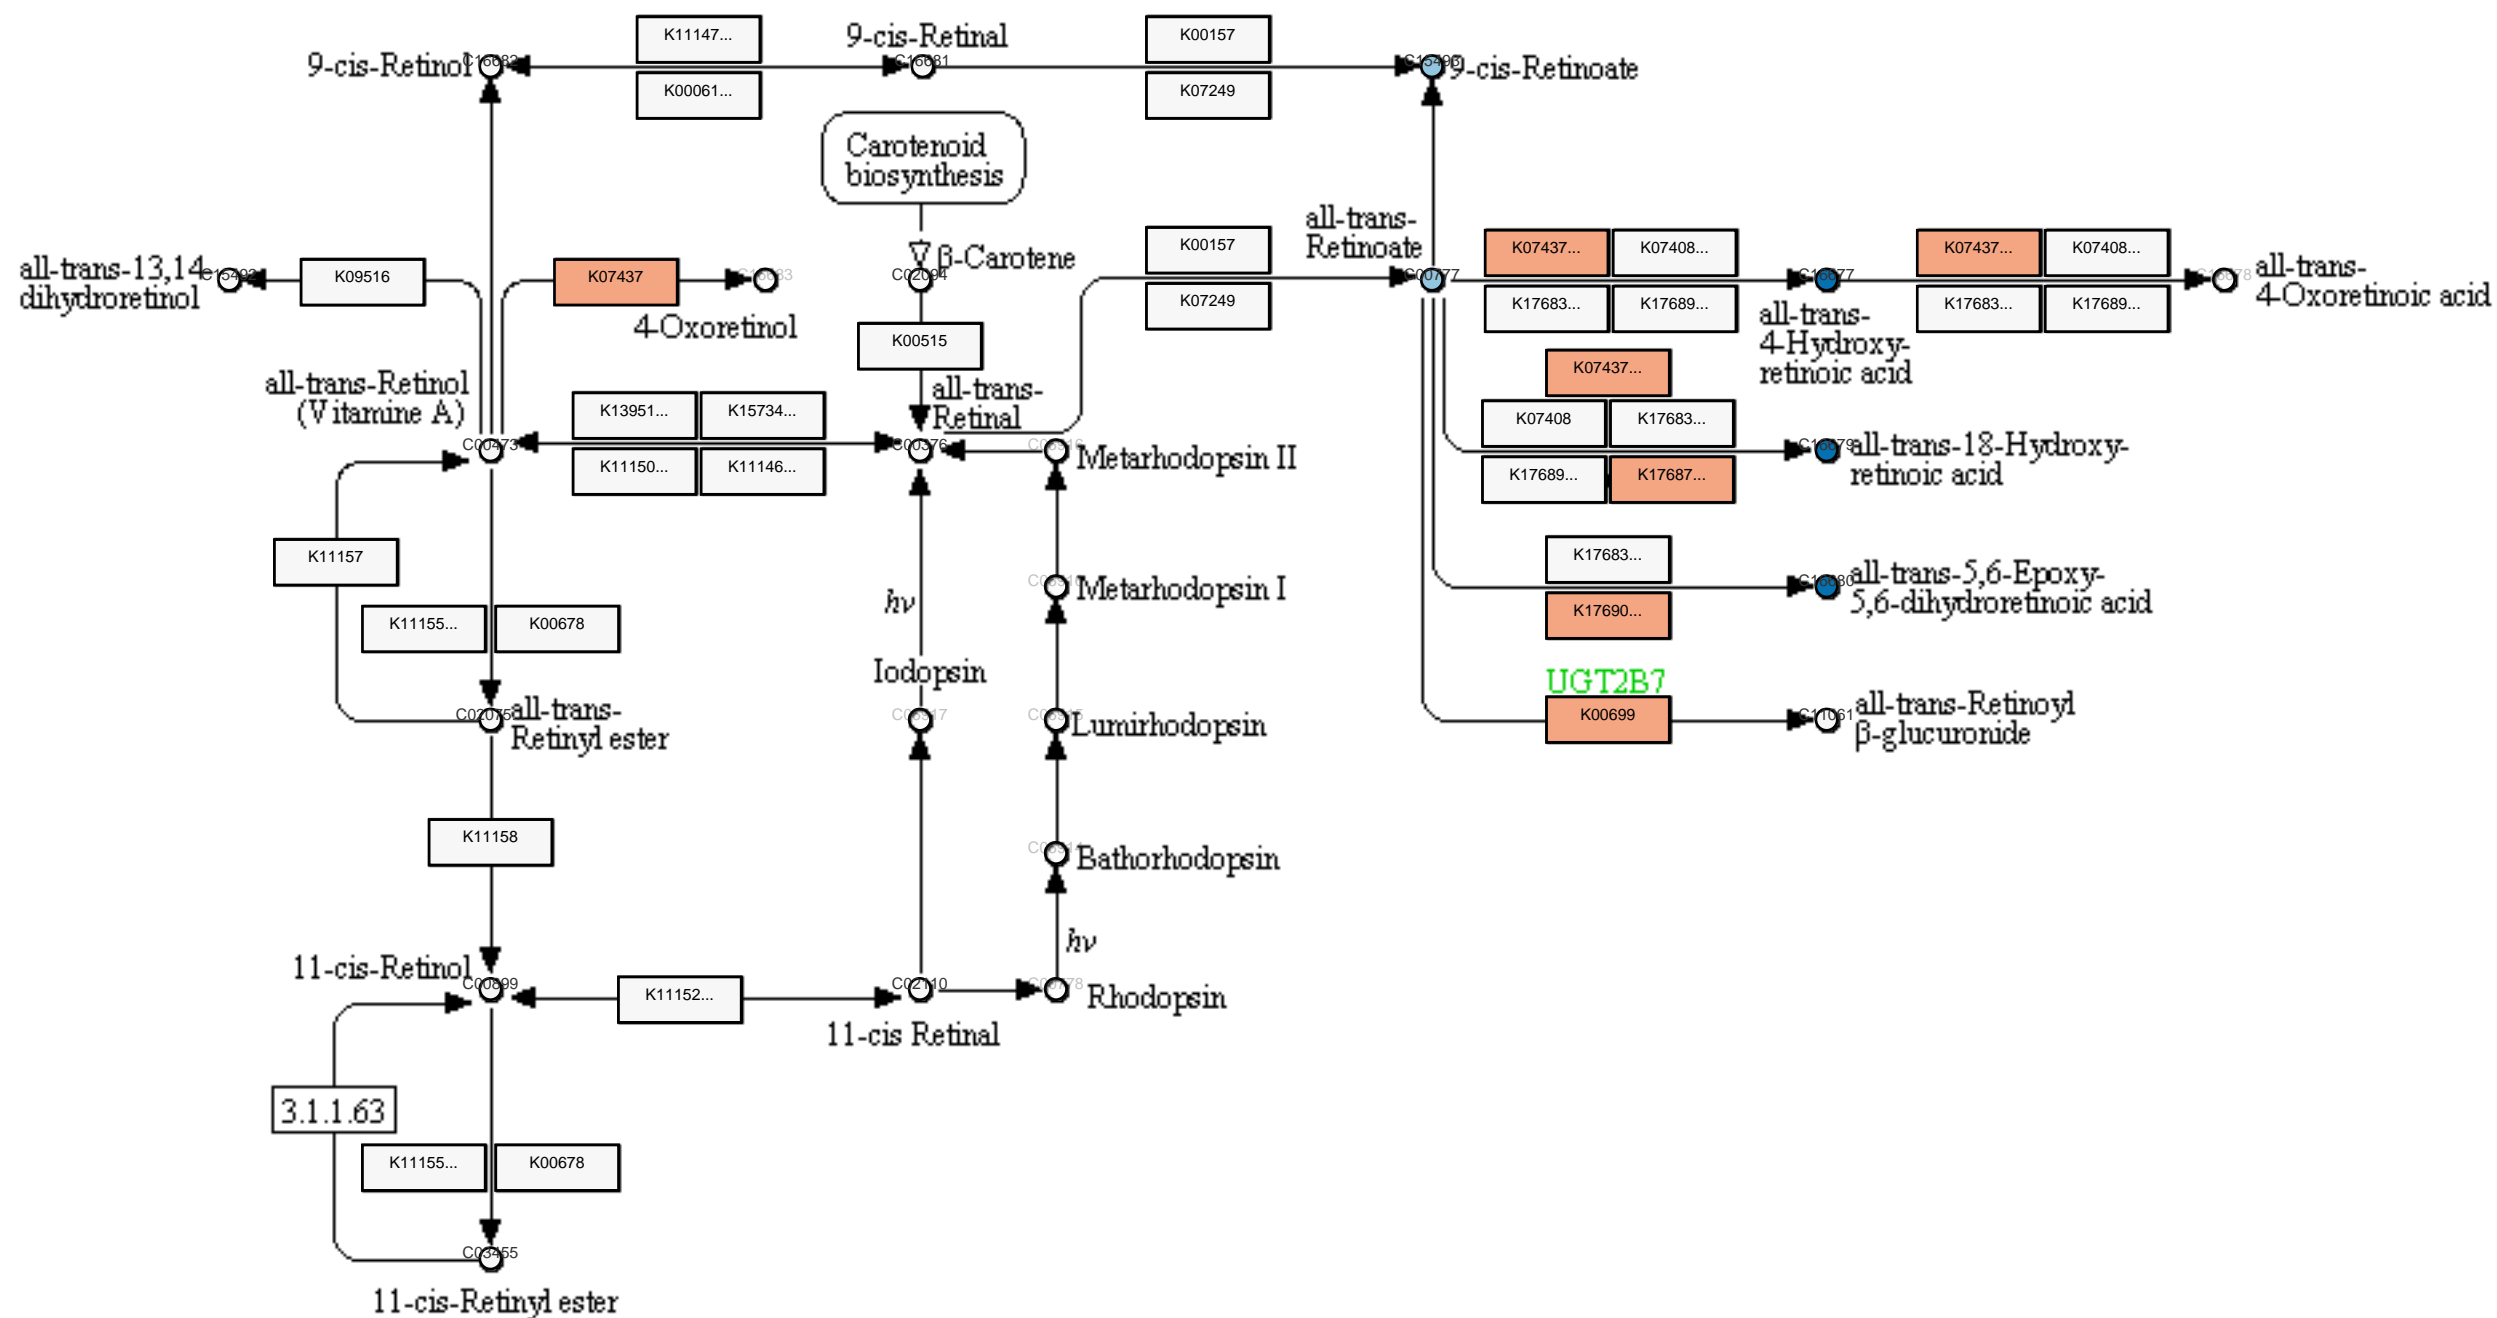 K11147...
9-cis-Retinal
K00157
9-cis-Retinol
9-cis-Retinoate
K00061...
K07249
Carotenoid
biosynthesis
all-trans-
Retinoate
K00157
K07437...
K07408...
K07437...
K07408...
all-trans-13,14
dihydroretinol
K09516
K07437
β-Carotene
C02094
C00777
all-trans-
4-Oxoretinoic acid
K07249
K17683...
K17689...
K17683...
K17689...
4-Oxoretinol
all-trans-
4-Hydroxy-
retinoic acid
K00515
K07437...
all-trans-Retinol
(Vitamine A)
all-trans-
Retinal
K13951...
K15734...
K07408
K17683...
C00473
C00376
Metarhodopsin II
all-trans-18-Hydroxy-
retinoic acid
K11150...
K11146...
K17689...
K17687...
K11157
K17683...
hν
Metarhodopsin I
all-trans-5,6-Epoxy-
5,6-dihydroretinoic acid
K11155...
K00678
K17690...
Iodopsin
UGT2B7
C02075
all-trans-
Retinyl ester
Lumirhodopsin
K00699
C11061
all-trans-Retinoyl
β-glucuronide
K11158
Bathorhodopsin
hν
11-cis-Retinol
C00899
K11152...
C02110
Rhodopsin
11-cis Retinal
3.1.1.63
K11155...
K00678
C03455
11-cis-Retinyl ester